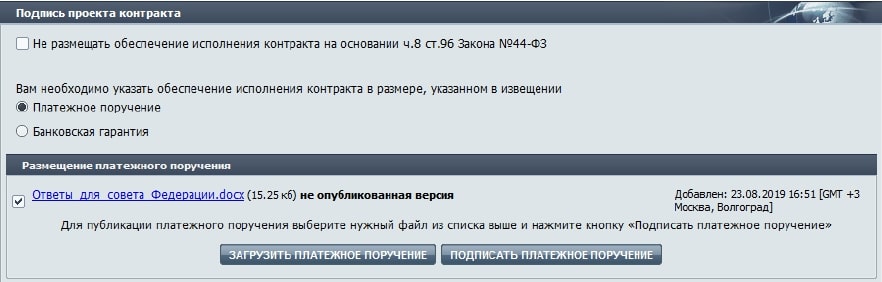 Подпись проекта контракта
Не размещать обеспечение исполнения контракта на основании ч.8 ст.96 Закона №44-ФЗ
Вам необходимо указать обеспечение исполнения контракта в размере, указанном в извещении
Платежное поручение
Банковская гарантия
Размещение платежного поручения
Ответы_для_совета_Федерации.docx (15.25 кб) не опубликованная версия
Добавлен: 23.08.2019 16:51 [GMT +3
Москва, Волгоград]
Для публикации платежного поручения выберите нужный файл из списка выше и нажмите кнопку «Подписать платежное поручение»
ЗАГРУЗИТЬ ПЛАТЕЖНОЕ ПОРУЧЕНИЕ ПОДПИСАТЬ ПЛАТЕЖНОЕ ПОРУЧЕНИЕ